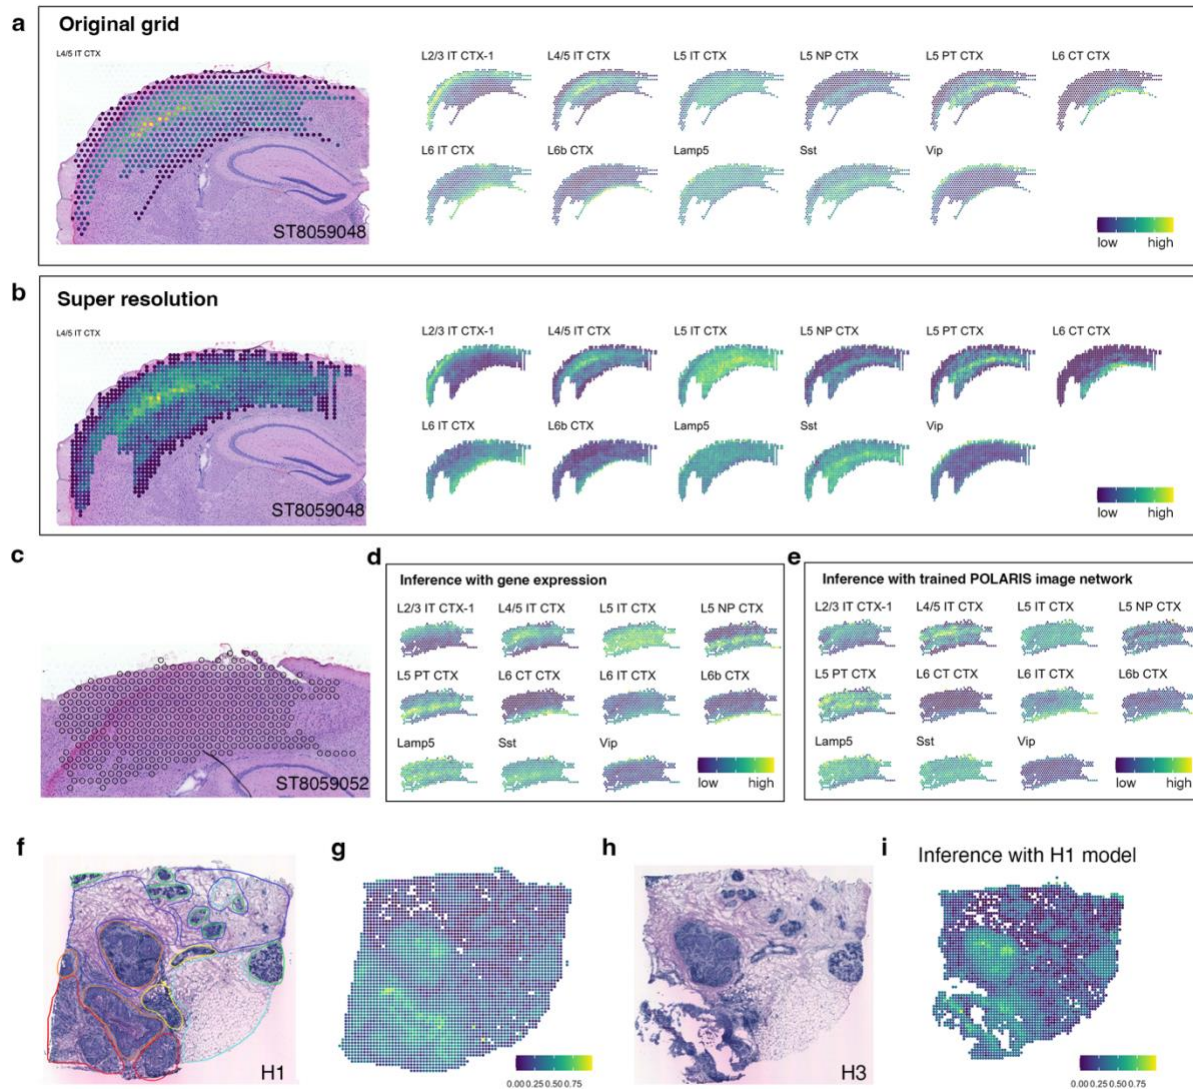 a
Original grid
L4/5 IT CTX
ST8059048
L2/3 IT CTX-1 L4/5 IT CTX L5 IT CTX L5 NP CTX L5 PT CTX L6 CT CTX
L6 IT CTX L6b CTX Lamp5 Sst Vip
low high
b
Super resolution
L4/5 IT CTX
ST8059048
L2/3 IT CTX-1 L4/5 IT CTX L5 IT CTX L5 NP CTX L5 PT CTX L6 CT CTX
L6 IT CTX L6b CTX Lamp5 Sst Vip
low high
c
ST8059052
d
Inference with gene expression
L2/3 IT CTX-1 L4/5 IT CTX L5 IT CTX L5 NP CTX
L5 PT CTX L6 CT CTX L6 IT CTX L6b CTX
Lamp5 Sst Vip
low high
e
Inference with trained POLARIS image network
L2/3 IT CTX-1 L4/5 IT CTX L5 IT CTX L5 NP CTX
L5 PT CTX L6 CT CTX L6 IT CTX L6b CTX
Lamp5 Sst Vip
low high
f
H1
g
0.00 0.25 0.50 0.75
h
H3
i
Inference with H1 model
0.00 0.25 0.50 0.75